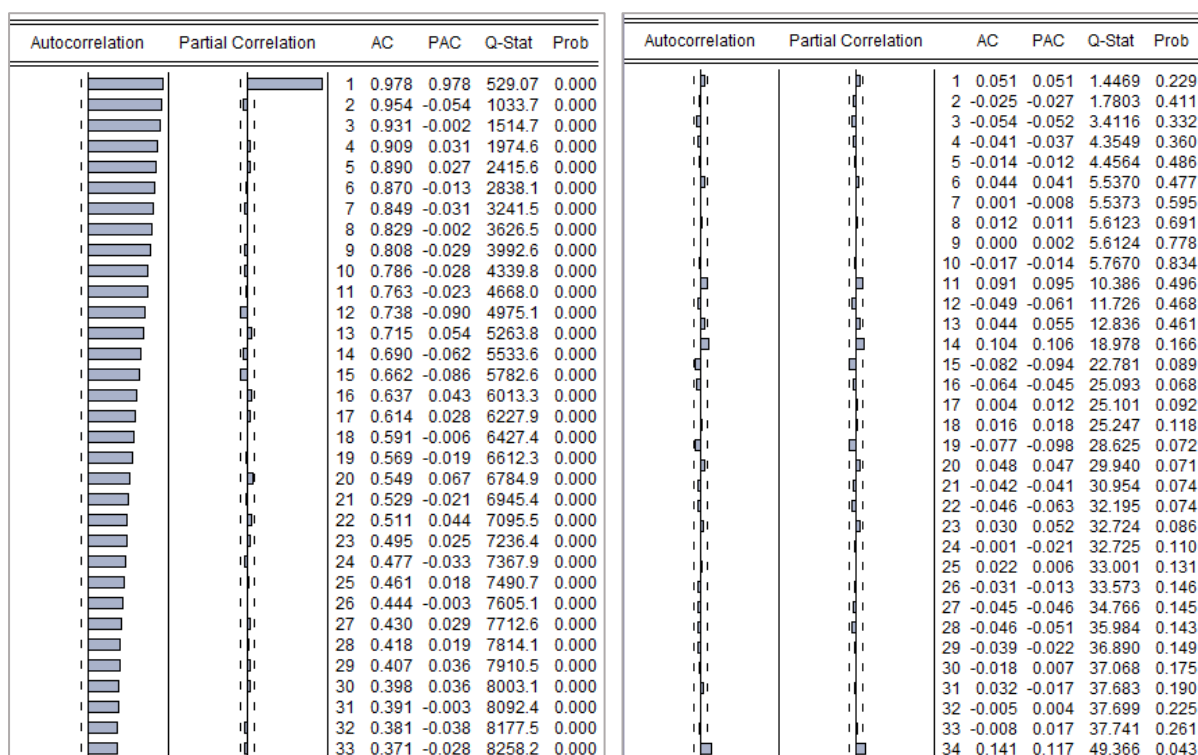 Autocorrelation Partial Correlation AC PAC Q-Stat Prob
1 0.978 0.978 529.07 0.000
2 0.954 -0.054 1033.7 0.000
3 0.931 -0.002 1514.7 0.000
4 0.909 0.031 1974.6 0.000
5 0.890 0.027 2415.6 0.000
6 0.870 -0.013 2838.1 0.000
7 0.849 -0.031 3241.5 0.000
8 0.829 -0.002 3626.5 0.000
9 0.808 -0.029 3992.6 0.000
10 0.786 -0.028 4339.8 0.000
11 0.763 -0.023 4668.0 0.000
12 0.738 -0.090 4975.1 0.000
13 0.715 0.054 5263.8 0.000
14 0.690 -0.062 5533.6 0.000
15 0.662 -0.086 5782.6 0.000
16 0.637 0.043 6013.3 0.000
17 0.614 0.028 6227.9 0.000
18 0.591 -0.006 6427.4 0.000
19 0.569 -0.019 6612.3 0.000
20 0.549 0.067 6784.9 0.000
21 0.529 -0.021 6945.4 0.000
22 0.511 0.044 7095.5 0.000
23 0.495 0.025 7236.4 0.000
24 0.477 -0.033 7367.9 0.000
25 0.461 0.018 7490.7 0.000
26 0.444 -0.003 7605.1 0.000
27 0.430 0.029 7712.6 0.000
28 0.418 0.019 7814.1 0.000
29 0.407 0.036 7910.5 0.000
30 0.398 0.036 8003.1 0.000
31 0.391 -0.003 8092.4 0.000
32 0.381 -0.038 8177.5 0.000
33 0.371 -0.028 8258.2 0.000
Autocorrelation Partial Correlation AC PAC Q-Stat Prob
1 0.051 0.051 1.4469 0.229
2 -0.025 -0.027 1.7803 0.411
3 -0.054 -0.052 3.4116 0.332
4 -0.041 -0.037 4.3549 0.360
5 -0.014 -0.012 4.4564 0.486
6 0.044 0.041 5.5370 0.477
7 0.001 -0.008 5.5373 0.595
8 0.012 0.011 5.6123 0.691
9 0.000 0.002 5.6124 0.778
10 -0.017 -0.014 5.7670 0.834
11 0.091 0.095 10.386 0.496
12 -0.049 -0.061 11.726 0.468
13 0.044 0.055 12.836 0.461
14 0.104 0.106 18.978 0.166
15 -0.082 -0.094 22.781 0.089
16 -0.064 -0.045 25.093 0.068
17 0.004 0.012 25.101 0.092
18 0.016 0.018 25.247 0.118
19 -0.077 -0.098 28.625 0.072
20 0.048 0.047 29.940 0.071
21 -0.042 -0.041 30.954 0.074
22 -0.046 -0.063 32.195 0.074
23 0.030 0.052 32.724 0.086
24 -0.001 -0.021 32.725 0.110
25 0.022 0.006 33.001 0.131
26 -0.031 -0.013 33.573 0.146
27 -0.045 -0.046 34.766 0.145
28 -0.046 -0.051 35.984 0.143
29 -0.039 -0.022 36.890 0.149
30 -0.018 0.007 37.068 0.175
31 0.032 -0.017 37.683 0.190
32 -0.005 0.004 37.699 0.225
33 -0.008 0.017 37.741 0.261
34 0.141 0.117 49.366 0.043